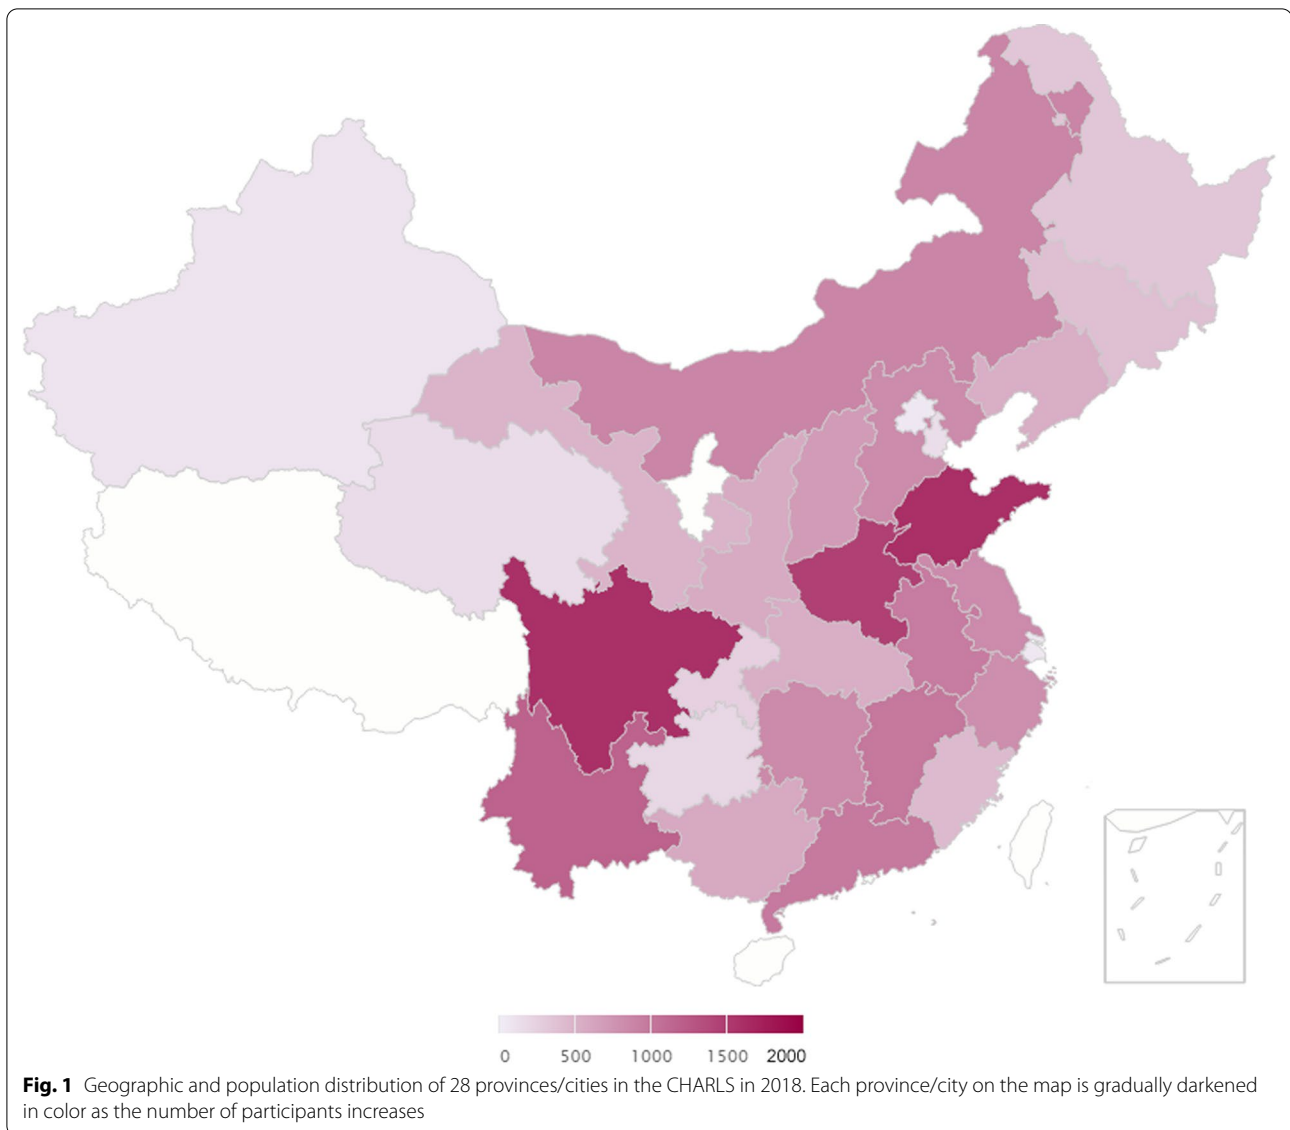 0 500 1000 1500 2000
Fig. 1 Geographic and population distribution of 28 provinces/cities in the CHARLS in 2018. Each province/city on the map is gradually darkened
in color as the number of participants increases